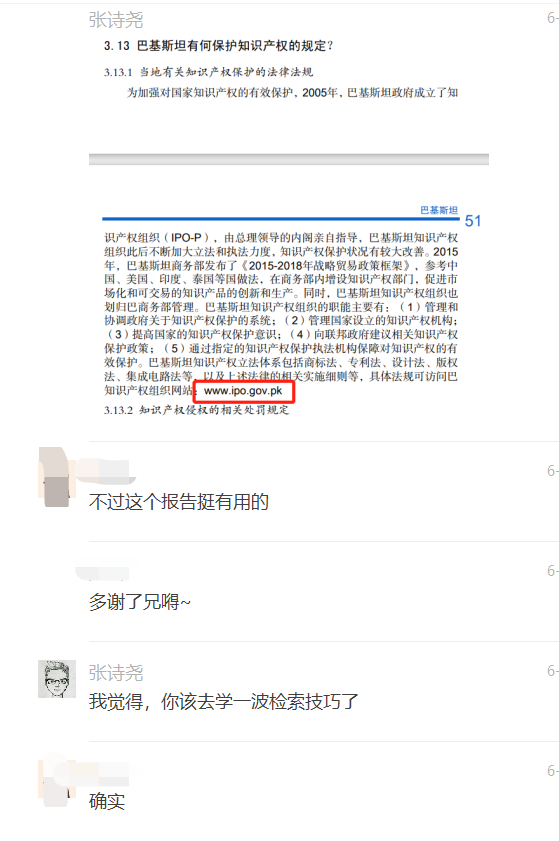 张诗尧
6-
3.13 巴基斯坦有何保护知识产权的规定?
3.13.1 当地有关知识产权保护的法律法规
为加强对国家知识产权的有效保护，2005年，巴基斯坦政府成立了知
巴基斯坦
51
识产权组织（IPO-P），由总理领导的内阁亲自指导，巴基斯坦知识产权
组织此后不断加大立法和执法力度，知识产权保护状况有较大改善。2015
年，巴基斯坦商务部发布了《2015-2018年战略贸易政策框架》，参考中
国、美国、印度、泰国等国做法，在商务部内增设知识产权部门，促进市
场化和可交易的知识产品的创新和生产。同时，巴基斯坦知识产权组织也
划归巴商务部管理。巴基斯坦知识产权组织的职能主要有：（1）管理和
协调政府关于知识产权保护的系统；（2）管理国家设立的知识产权机构；
（3）提高国家的知识产权保护意识；（4）向联邦政府建议相关知识产权
保护政策；（5）通过指定的知识产权保护执法机构保障对知识产权的有
效保护。巴基斯坦知识产权立法体系包括商标法、专利法、设计法、版权
法、集成电路法等，以及上述法律的相关实施细则等，具体法规可访问巴
知识产权组织网站：www.ipo.gov.pk
3.13.2 知识产权侵权的相关处罚规定
6-
不过这个报告挺有用的
6-
多谢了兄嘚~
张诗尧
6-
我觉得，你该去学一波检索技巧了
6-
确实